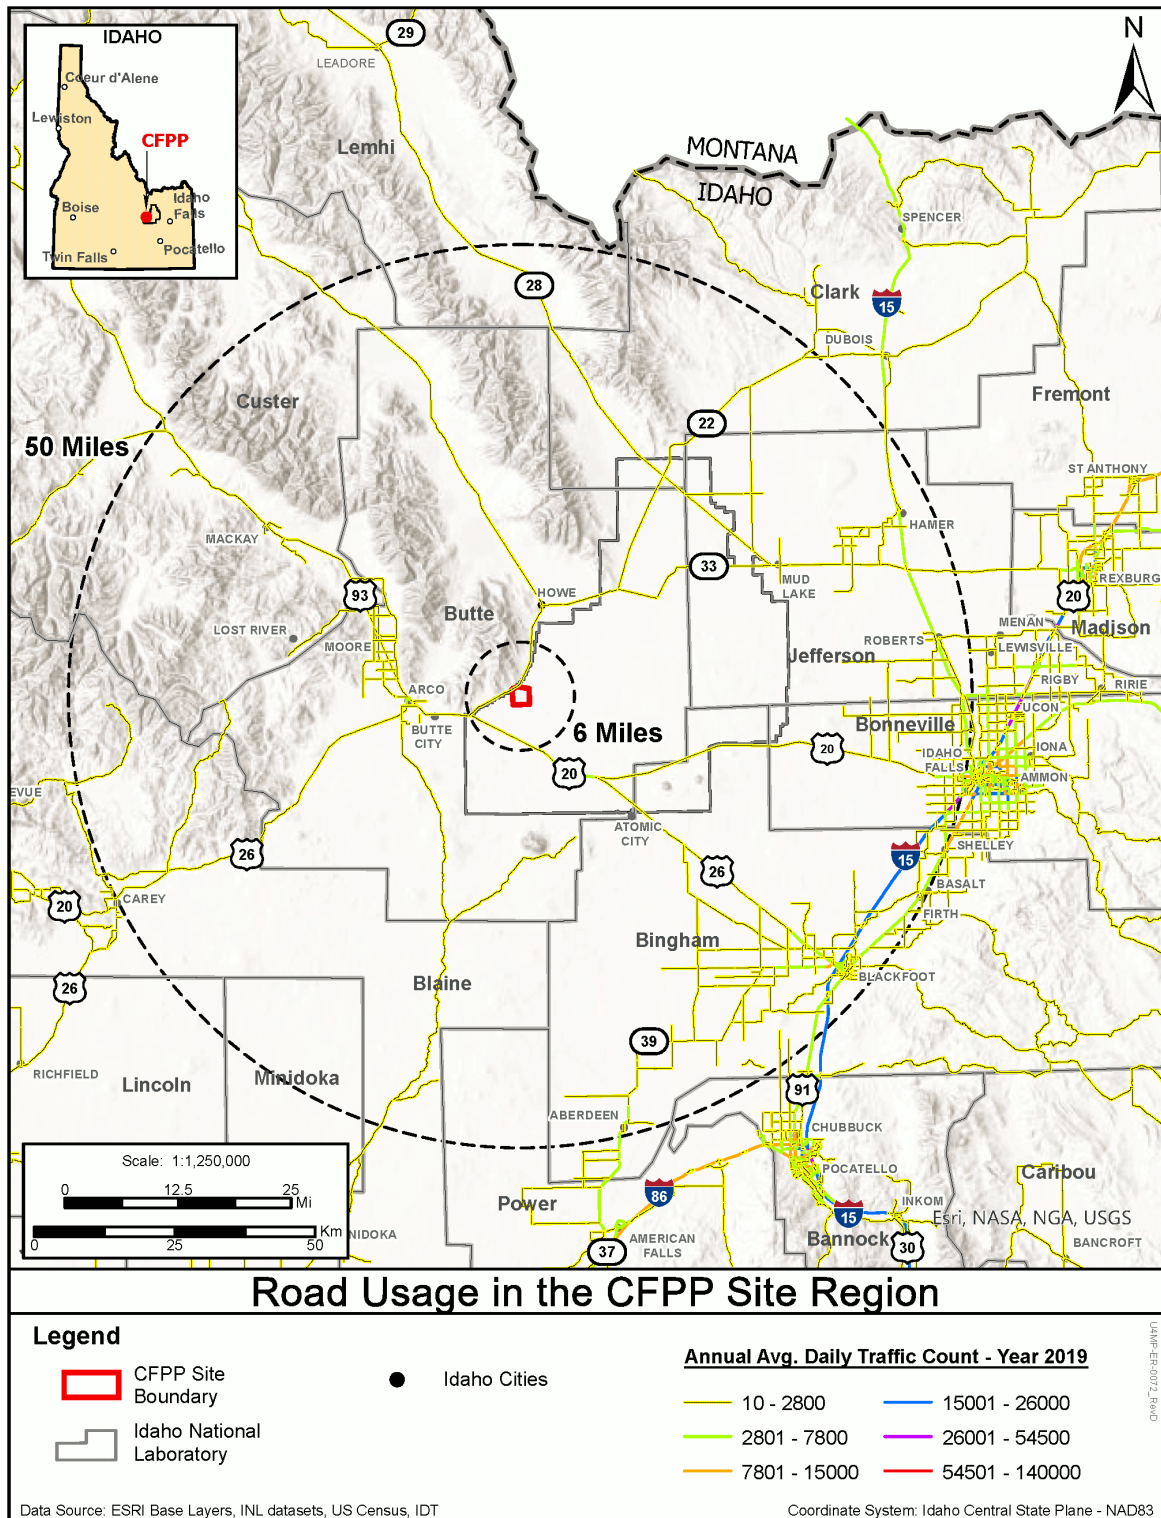 IDAHO
Coeur d'Alene
Lewiston
CFPP
Boise
Idaho
Falls
Twin Falls
Pocatello
29
LEADORE
Lemhi
N
MONTANA
IDAHO
SPENCER
28
Clark
15
DUBOIS
Custer
Fremont
22
50 Miles
ST ANTHONY
HAMER
MACKAY
33
MUD
LAKE
REXBURG
93
HOWE
20
Butte
LOST RIVER
MOORE
MENAN
Madison
ROBERTS
LEWISVILLE
Jefferson
RIGBY
RIRIE
ARCO
UCON
BUTTE
CITY
6 Miles
Bonneville
20
IDAHO
FALLS
IONA
20
AMMON
EVUE
ATOMIC
CITY
26
15
SHELLEY
26
BASALT
20
CAREY
FIRTH
Bingham
BLACKFOOT
26
Blaine
39
RICHFIELD
Lincoln
Minidoka
91
ABERDEEN
CHUBBUCK
POCATELLO
Caribou
86
Power
INKOM
15
Esri, NASA, NGA, USGS
NIDOKA
AMERICAN
FALLS
Bannock
30
BANCROFT
37
Scale: 1:1,250,000
0 12.5 25
Mi
Km
0 25 50
Road Usage in the CFPP Site Region
Legend
CFPP Site
Boundary
Idaho Cities
Idaho National
Laboratory
Annual Avg. Daily Traffic Count - Year 2019
10 - 2800
15001 - 26000
2801 - 7800
26001 - 54500
7801 - 15000
54501 - 140000
U4MP-ER-0072_RevD
Data Source: ESRI Base Layers, INL datasets, US Census, IDT
Coordinate System: Idaho Central State Plane - NAD83